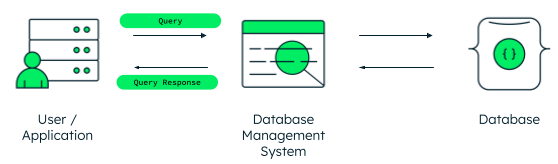 Query
Query Response
{ }
User /
Application
Database
Management
System
Database